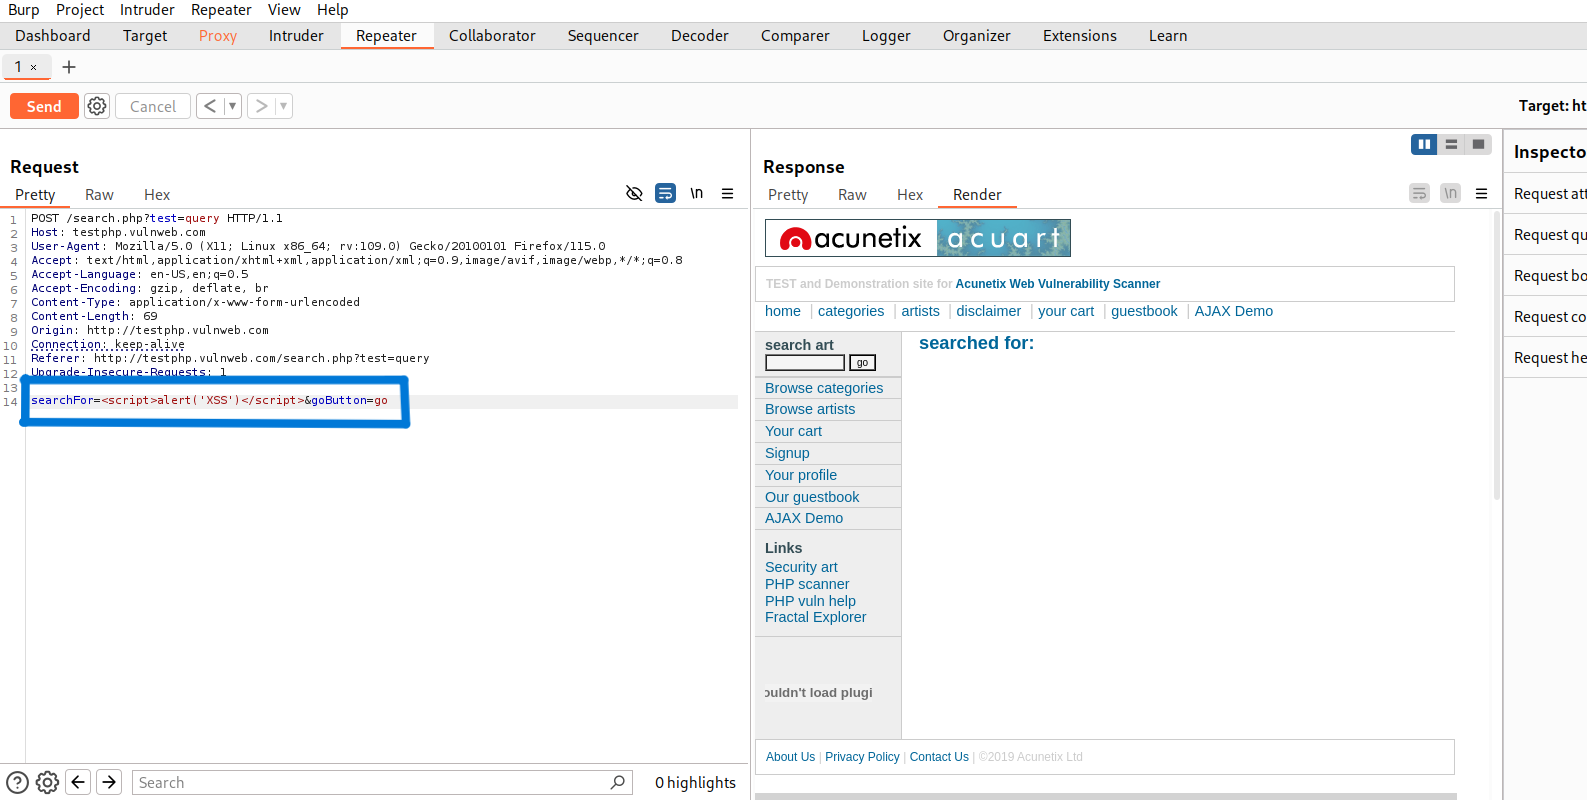 Burp Project Intruder Repeater View Help
Dashboard Target Proxy Intruder Repeater Collaborator Sequencer Decoder Comparer Logger Organizer Extensions Learn
1 × +
Send Cancel < >
Target: ht
Request
Pretty Raw Hex
\n
1 POST /search.php?test=query HTTP/1.1
2 Host: testphp.vulnweb.com
3 User-Agent: Mozilla/5.0 (X11; Linux x86_64; rv:109.0) Gecko/20100101 Firefox/115.0
4 Accept: text/html,application/xhtml+xml,application/xml;q=0.9,image/avif,image/webp,*/*;q=0.8
5 Accept-Language: en-US,en;q=0.5
6 Accept-Encoding: gzip, deflate, br
7 Content-Type: application/x-www-form-urlencoded
8 Content-Length: 69
9 Origin: http://testphp.vulnweb.com
10 Connection: keep-alive
11 Referer: http://testphp.vulnweb.com/search.php?test=query
12 Upgrade-Insecure-Requests: 1
13
14 searchFor=<script>alert('XSS')</script>&goButton=go
Search
0 highlights
Response
Pretty Raw Hex Render
\n
acunetix acuart
TEST and Demonstration site for Acunetix Web Vulnerability Scanner
home | categories | artists | disclaimer | your cart | guestbook | AJAX Demo
search art
go
Browse categories
Browse artists
Your cart
Signup
Your profile
Our guestbook
AJAX Demo
Links
Security art
PHP scanner
PHP vuln help
Fractal Explorer
ouldn't load plugi
searched for:
About Us | Privacy Policy | Contact Us | ©2019 Acunetix Ltd
Inspecto
Request att
Request qu
Request bo
Request co
Request he